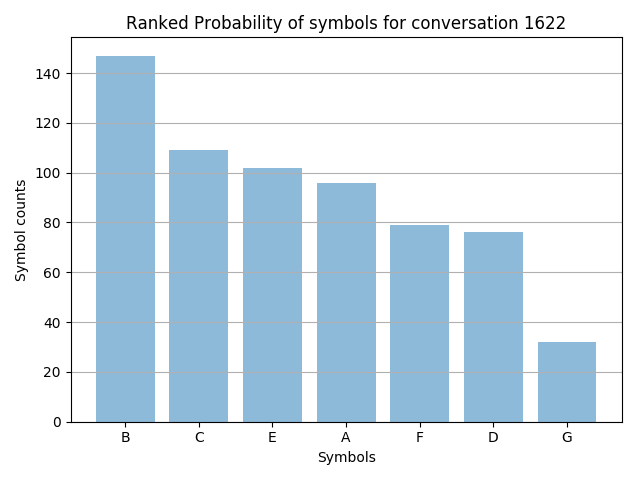 Ranked Probability of symbols for conversation 1622
Symbol counts
140
120
100
80
60
40
20
0
B C E A F D G
Symbols